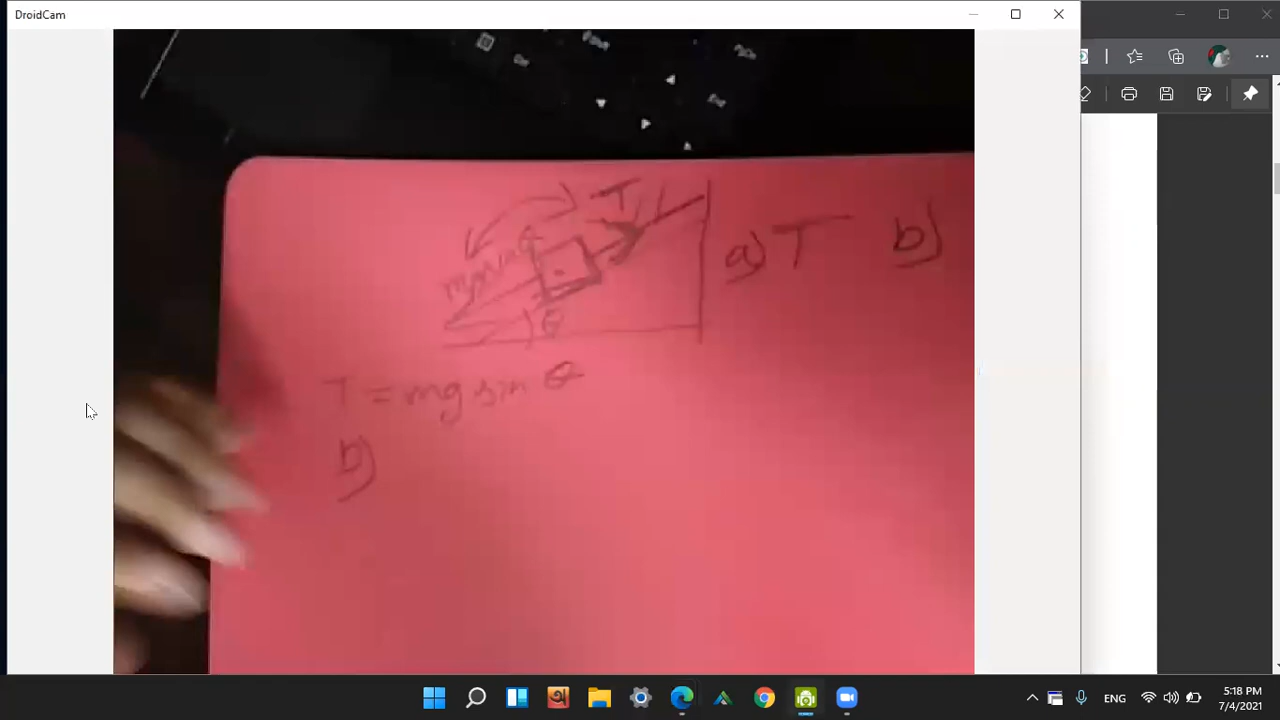 DroidCam
T
mg sin θ
θ
a) T b)
T = mg sin θ
b)
ENG
5:18 PM
7/4/2021